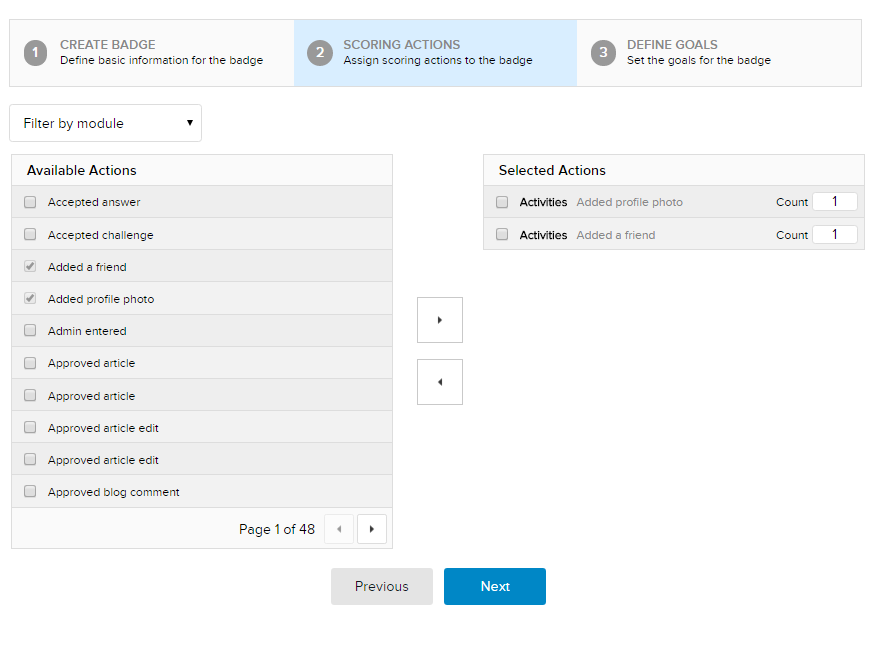 1 CREATE BADGE
Define basic information for the badge
2 SCORING ACTIONS
Assign scoring actions to the badge
3 DEFINE GOALS
Set the goals for the badge
Filter by module
Available Actions
Accepted answer
Accepted challenge
Added a friend
Added profile photo
Admin entered
Approved article
Approved article
Approved article edit
Approved article edit
Approved blog comment
Page 1 of 48
Selected Actions
Activities Added profile photo Count 1
Activities Added a friend Count 1
Previous
Next